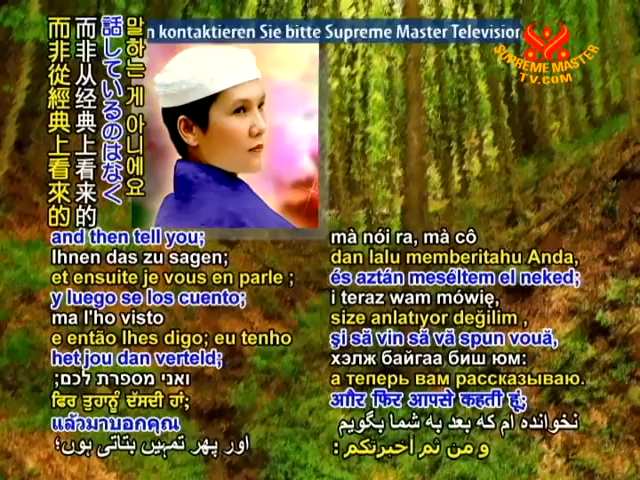 n kontaktieren Sie bitte Supreme Master Television
SUPREME MASTER
TV.COM
말하는 게 아니에요
話しているのはなく
而非从经典上看来的
而非從經典上看來的
and then tell you;
Ihnen das zu sagen;
et ensuite je vous en parle ;
y luego se los cuento;
ma l'ho visto
e então lhes digo; eu tenho
het jou dan verteld;
ואני מספרת לכם;
ਫਿਰ ਤੁਹਾਨੂੰ ਦੱਸਦੀ ਹਾਂ;
แล้วมาบอกคุณ
اور پھر تمہیں بتاتی ہوں؛
mà nói ra, mà cô
dan lalu memberitahu Anda,
és aztán meséltem el neked;
i teraz wam mówię,
size anlatıyor değilim ,
şi să vin să vă spun vouă,
хэлж байгаа биш юм:
а теперь вам рассказываю.
और फिर आपसे कहती हूं;
نخوانده ام که بعد به شما بگویم
و من ثم أخبرتكم :